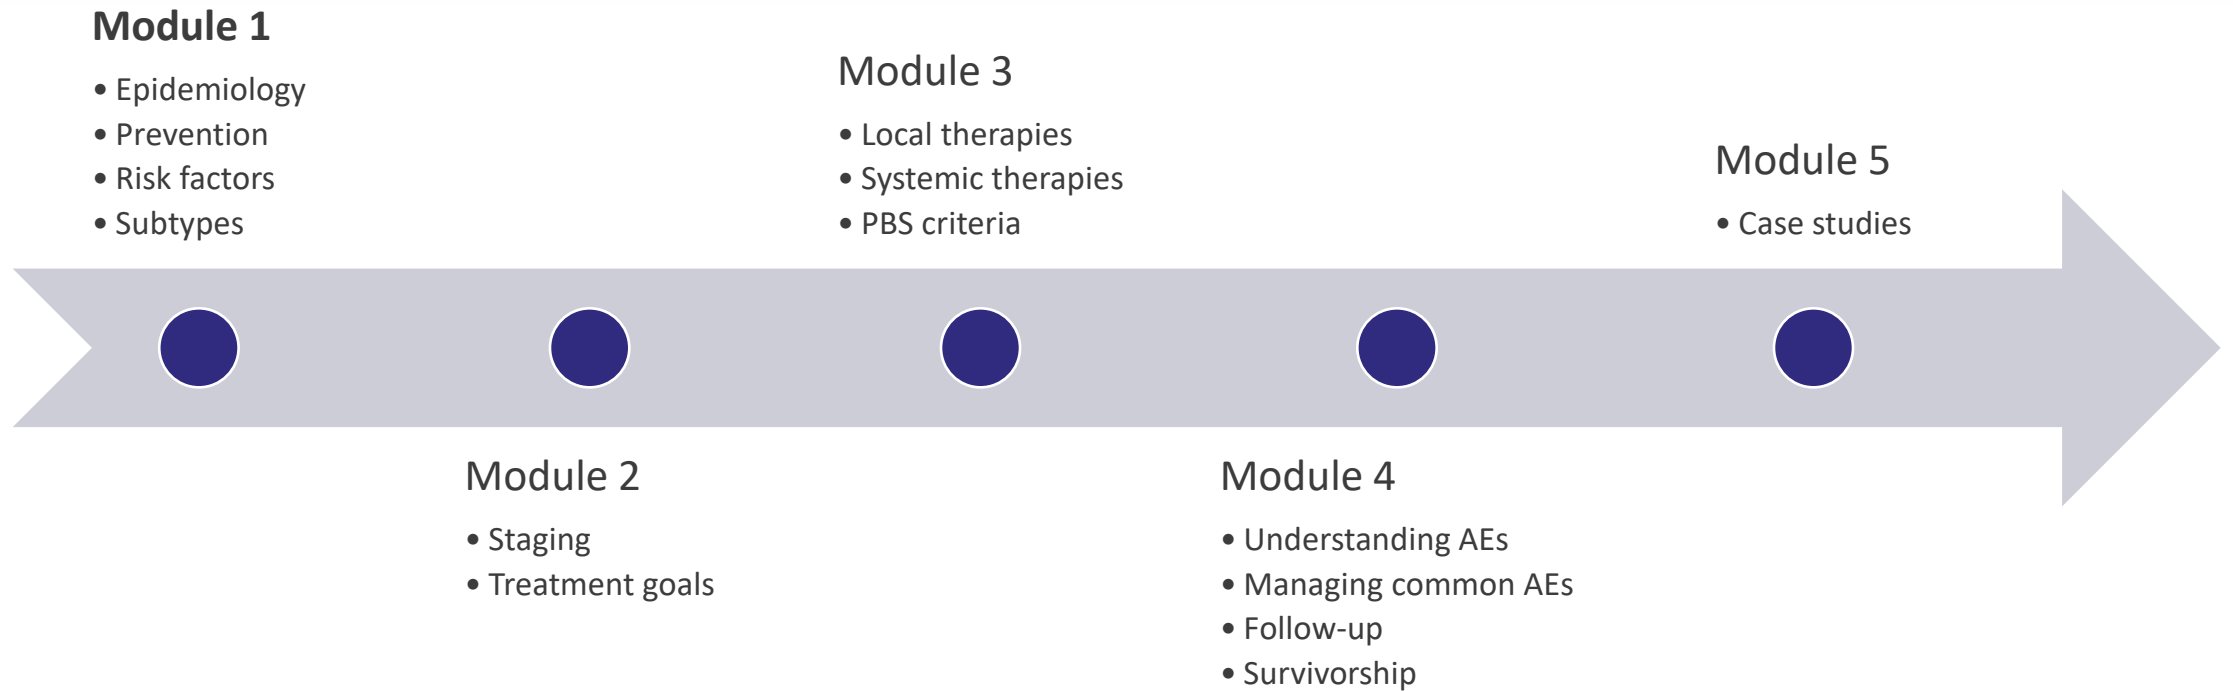 Module 1
• Epidemiology
• Prevention
• Risk factors
• Subtypes
Module 2
• Staging
• Treatment goals
Module 3
• Local therapies
• Systemic therapies
• PBS criteria
Module 4
• Understanding AEs
• Managing common AEs
• Follow-up
• Survivorship
Module 5
• Case studies